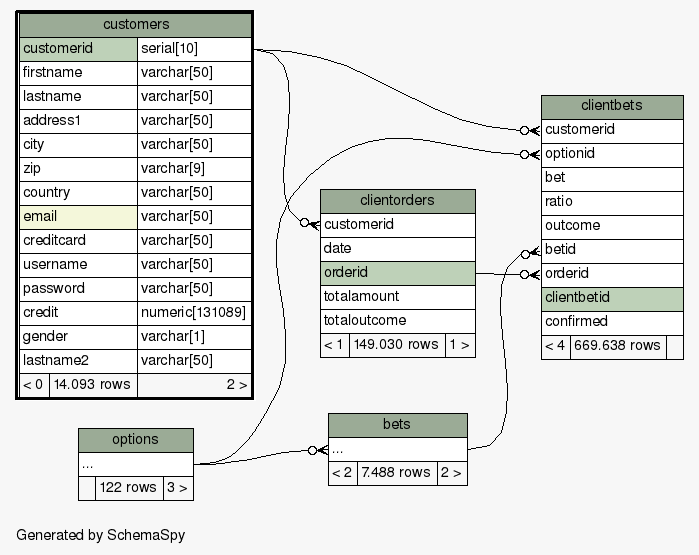 customers
customerid serial[10]
firstname varchar[50]
lastname varchar[50]
address1 varchar[50]
city varchar[50]
zip varchar[9]
country varchar[50]
email varchar[50]
creditcard varchar[50]
username varchar[50]
password varchar[50]
credit numeric[131089]
gender varchar[1]
lastname2 varchar[50]
< 0 14.093 rows 2 >
clientorders
customerid
date
orderid
totalamount
totaloutcome
< 1 149.030 rows 1 >
clientbets
customerid
optionid
bet
ratio
outcome
betid
orderid
clientbetid
confirmed
< 4 669.638 rows
options
...
122 rows 3 >
bets
...
< 2 7.488 rows 2 >
Generated by SchemaSpy